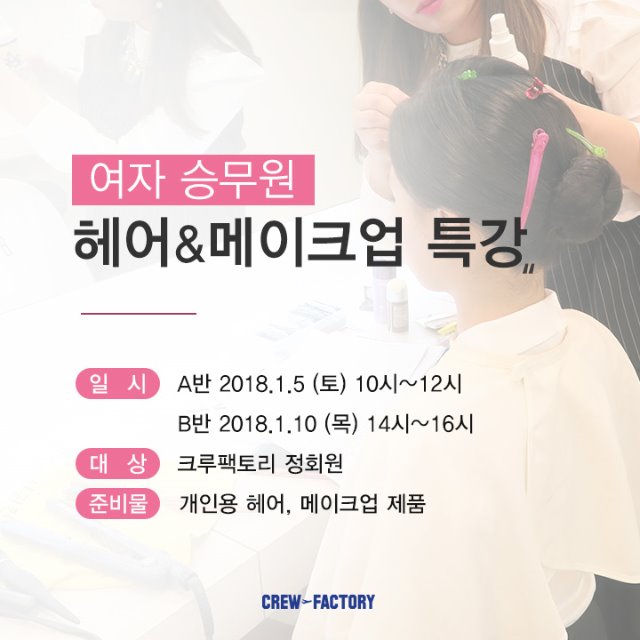 여자 승무원
헤어&메이크업 특강
일 시 A반 2018.1.5 (토) 10시~12시
B반 2018.1.10 (목) 14시~16시
대 상 크루팩토리 정회원
준비물 개인용 헤어, 메이크업 제품
CREW FACTORY